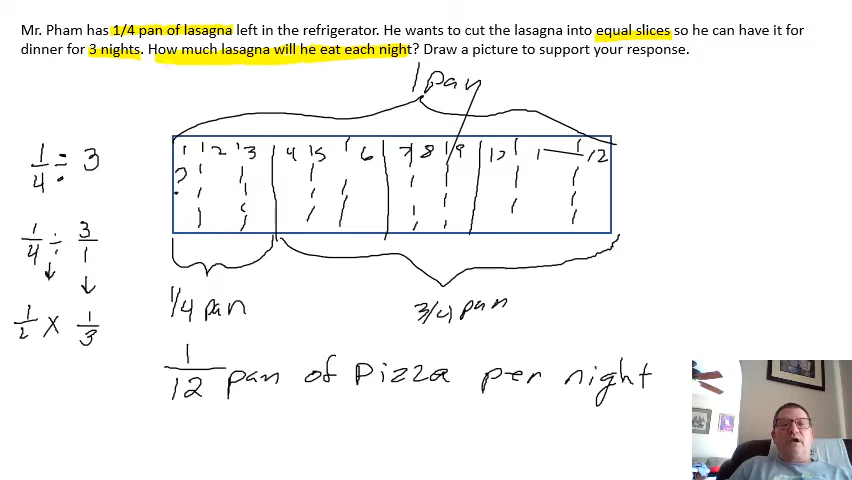 Mr. Pham has 1/4 pan of lasagna left in the refrigerator. He wants to cut the lasagna into equal slices so he can have it for
dinner for 3 nights. How much lasagna will he eat each night? Draw a picture to support your response.
1 pan
1 2 3 4 5 6 7 8 9 10 1 12
?
1/4 ÷ 3
1/4 ÷ 3/1
1/2 × 1/3
1/4 pan
3/4 pan
1/12 pan of pizza per night